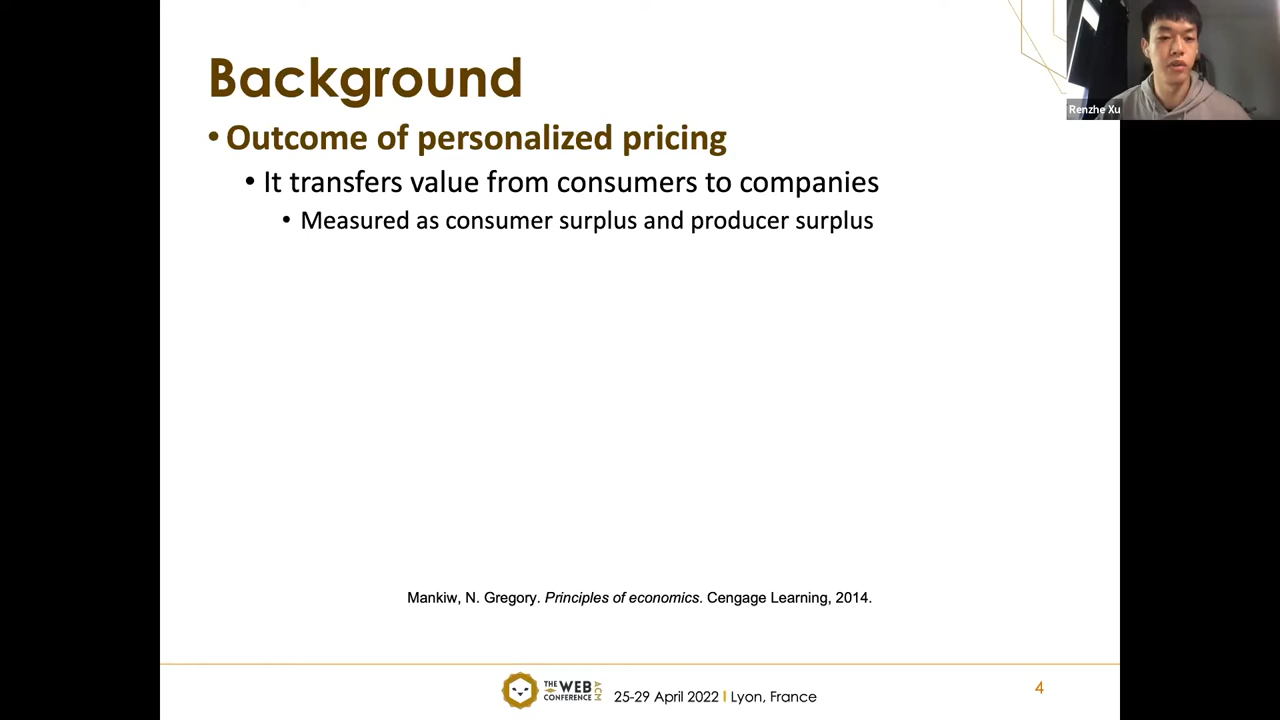 Background
• Outcome of personalized pricing
• It transfers value from consumers to companies
• Measured as consumer surplus and producer surplus
Renzhe Xu
Mankiw, N. Gregory. Principles of economics. Cengage Learning, 2014.
THE WEB CONFERENCE ACM
25-29 April 2022 I Lyon, France
4